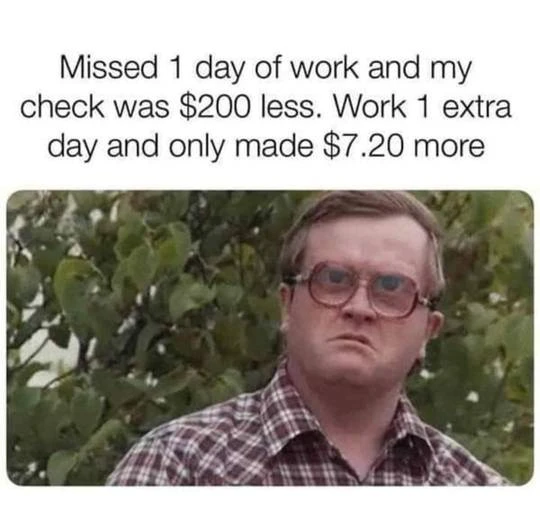 Missed 1 day of work and my
check was $200 less. Work 1 extra
day and only made $7.20 more